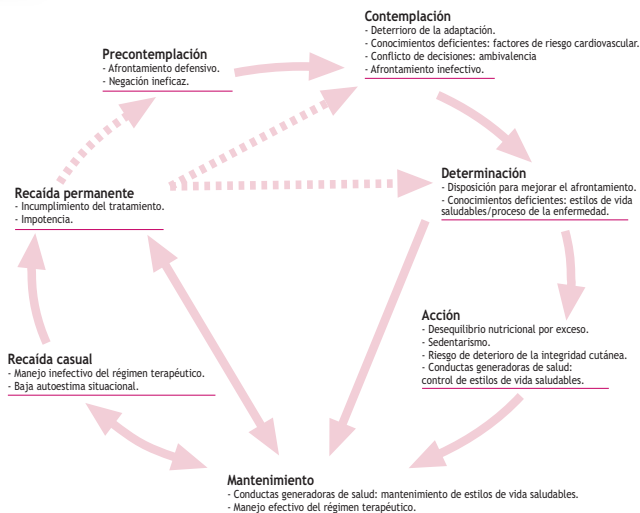 Contemplación
- Deterioro de la adaptación.
- Conocimientos deficientes: factores de riesgo cardiovascular.
- Conflicto de decisiones: ambivalencia
- Afrontamiento inefectivo.
Precontemplación
- Afrontamiento defensivo.
- Negación ineficaz.
Determinación
- Disposición para mejorar el afrontamiento.
- Conocimientos deficientes: estilos de vida
saludables/proceso de la enfermedad.
Recaída permanente
- Incumplimiento del tratamiento.
- Impotencia.
Acción
- Desequilibrio nutricional por exceso.
- Sedentarismo.
- Riesgo de deterioro de la integridad cutánea.
- Conductas generadoras de salud:
control de estilos de vida saludables.
Recaída casual
- Manejo inefectivo del régimen terapéutico.
- Baja autoestima situacional.
Mantenimiento
- Conductas generadoras de salud: mantenimiento de estilos de vida saludables.
- Manejo efectivo del régimen terapéutico.